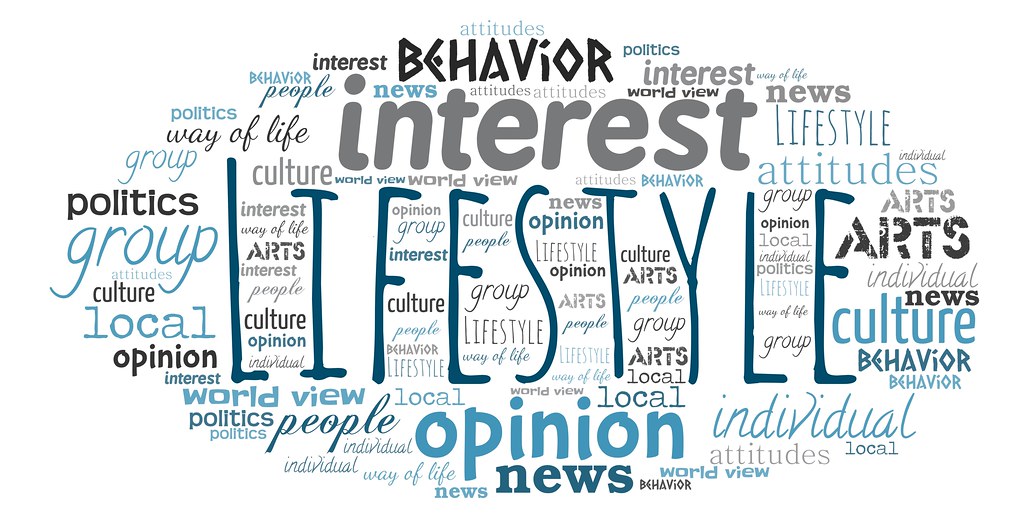 attitudes
BEHAVIOR politics
interest interest way of life
BEHAVIOR people news attitudes attitudes world view news
interest
politics LIFESTYLE
way of life
group culture world view world view attitudes BEHAVIOR attitudes individual
LIFESTYLE
politics interest opinion culture news group ARTS
group way of life group people opinion opinion ARTS
ARTS interest LIFESTYLE culture local
attitudes interest opinion ARTS individual individual
culture people culture group ARTS people politics LIFESTYLE news
local culture people LIFESTYLE people group way of life culture
opinion opinion BEHAVIOR way of life LIFESTYLE ARTS group BEHAVIOR
interest individual LIFESTYLE way of life local BEHAVIOR
world view local world view local
politics people opinion individual
politics individual attitudes local
individual way of life news world view
news BEHAVIOR